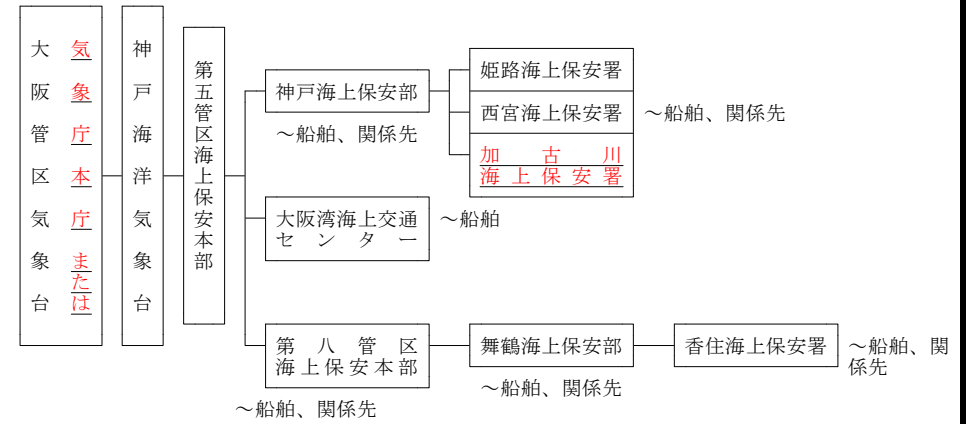 気象庁本庁または
大阪管区気象台
神戸海洋気象台
第五管区海上保安本部
神戸海上保安部
～船舶、関係先
姫路海上保安署
西宮海上保安署
加古川
海上保安署
～船舶、関係先
大阪湾海上交通
センター
～船舶
第八管区
海上保安本部
～船舶、関係先
舞鶴海上保安部
～船舶、関係先
香住海上保安署
～船舶、関
係先